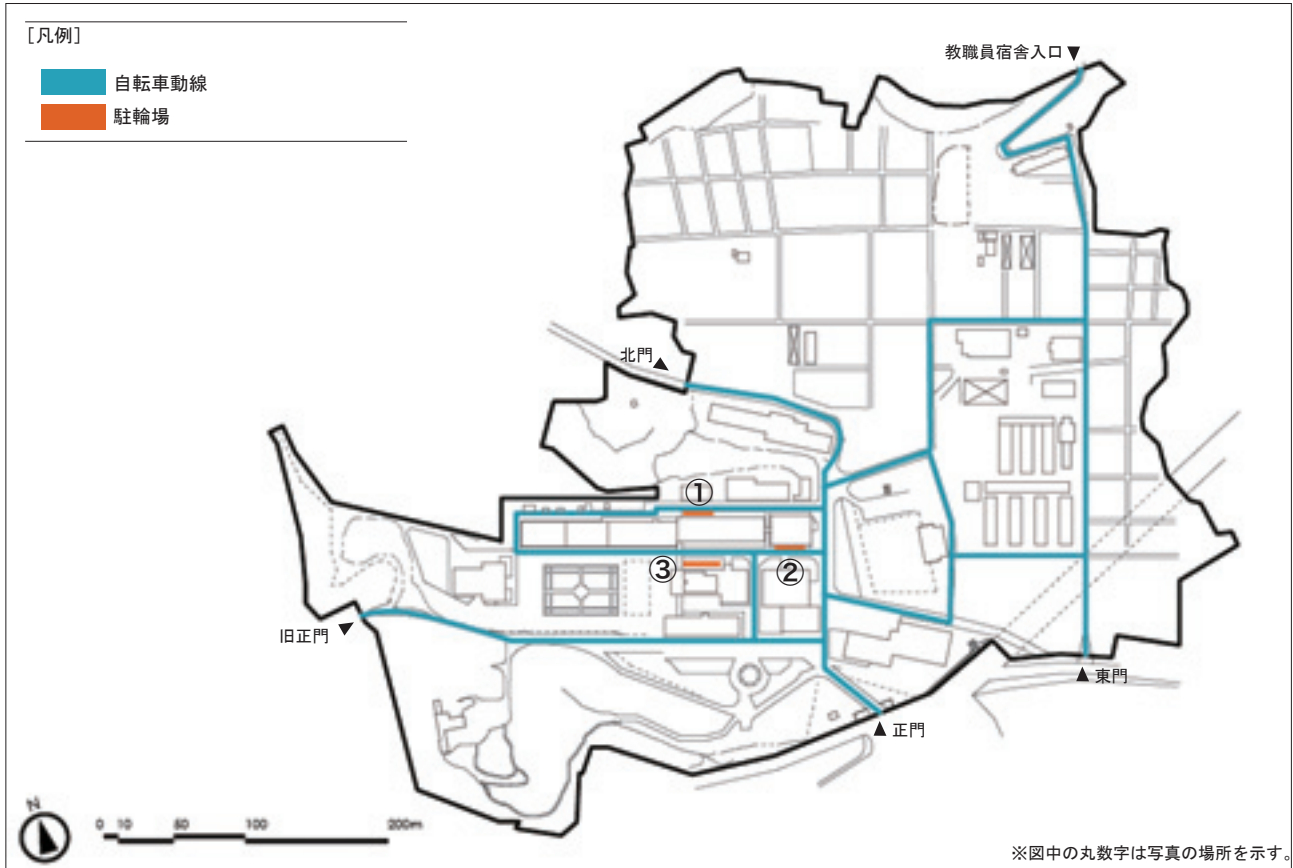 [凡例]
自転車動線
駐輪場
教職員宿舎入口 ▼
北門
①
③
②
旧正門
▲ 東門
▲ 正門
N
0 10 50 100 200m
※図中の丸数字は写真の場所を示す。